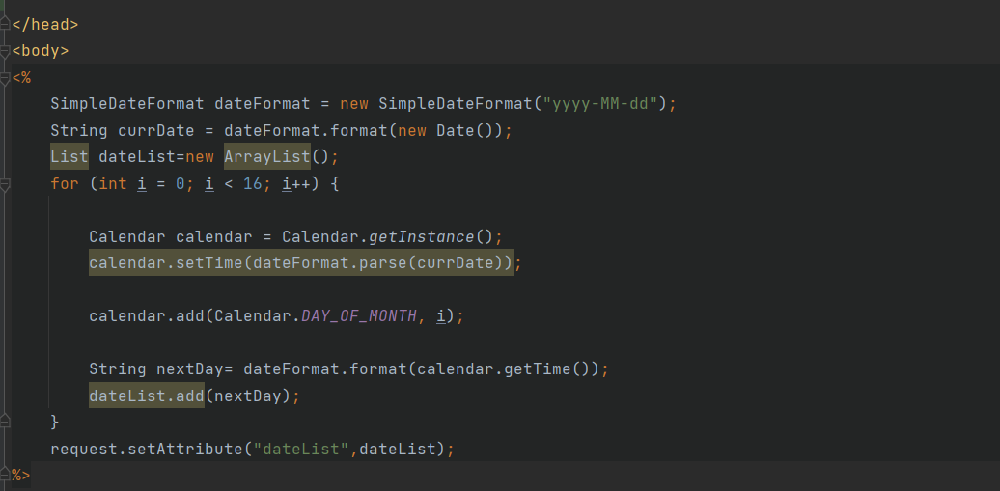 </head>
<body>
<%
SimpleDateFormat dateFormat = new SimpleDateFormat("yyyy-MM-dd");
String currDate = dateFormat.format(new Date());
List dateList=new ArrayList();
for (int i = 0; i < 16; i++) {
Calendar calendar = Calendar.getInstance();
calendar.setTime(dateFormat.parse(currDate));
calendar.add(Calendar.DAY_OF_MONTH, i);
String nextDay= dateFormat.format(calendar.getTime());
dateList.add(nextDay);
}
request.setAttribute("dateList",dateList);
%>